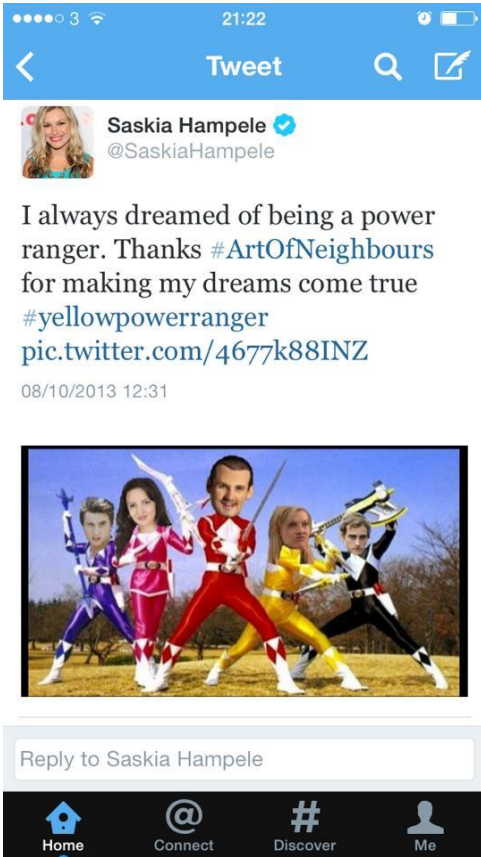 3 21:22
Tweet
Saskia Hampele
@SaskiaHampele
I always dreamed of being a power
ranger. Thanks #ArtOfNeighbours
for making my dreams come true
#yellowpowerranger
pic.twitter.com/4677k88INZ
08/10/2013 12:31
Reply to Saskia Hampele
@ #
Home Connect Discover Me